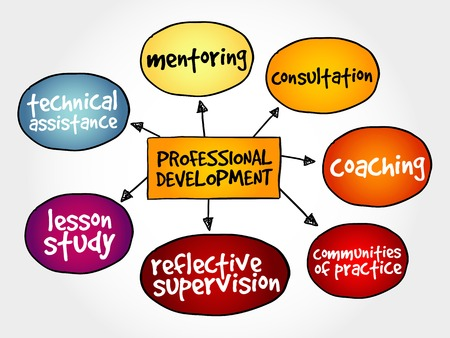 mentoring
consultation
technical
assistance
PROFESSIONAL
DEVELOPMENT
coaching
lesson
study
reflective
supervision
communities
of practice